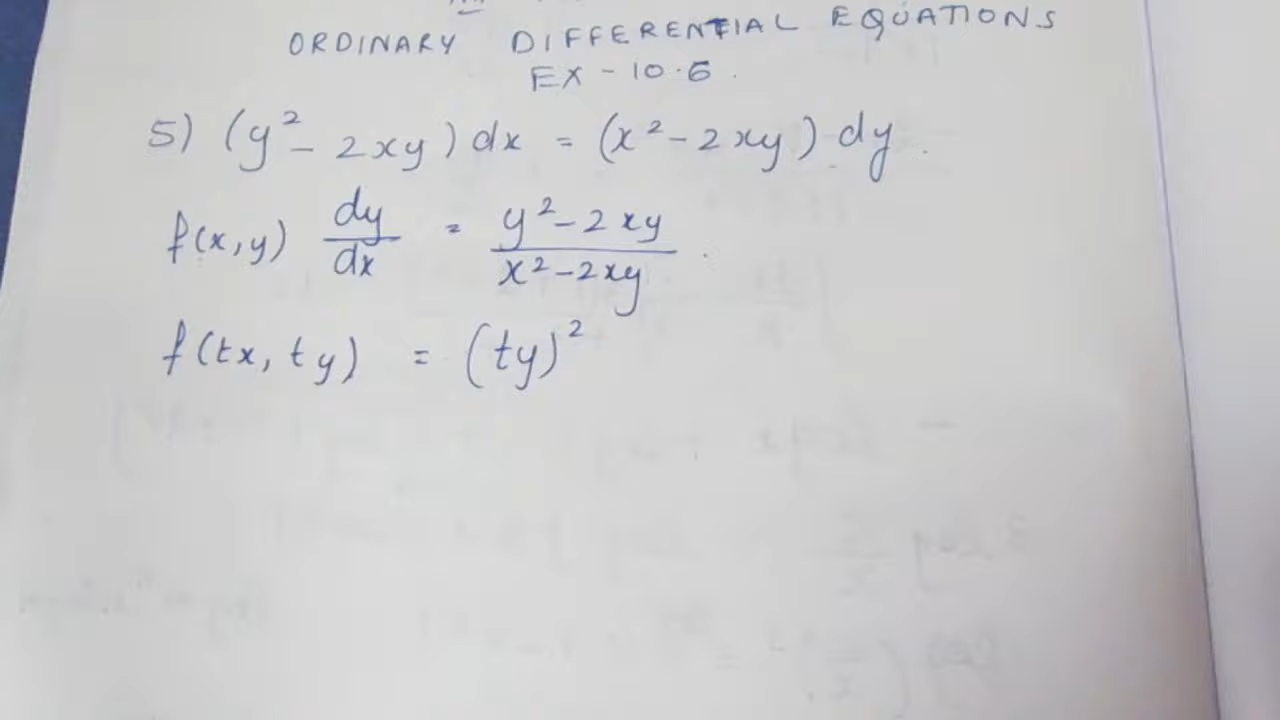 ORDINARY DIFFERENTIAL EQUATIONS
EX - 10.6.
5) (y² - 2xy) dx = (x² - 2xy) dy.
f(x,y) dy/dx = y² - 2xy / x² - 2xy.
f(tx, ty) = (ty)²